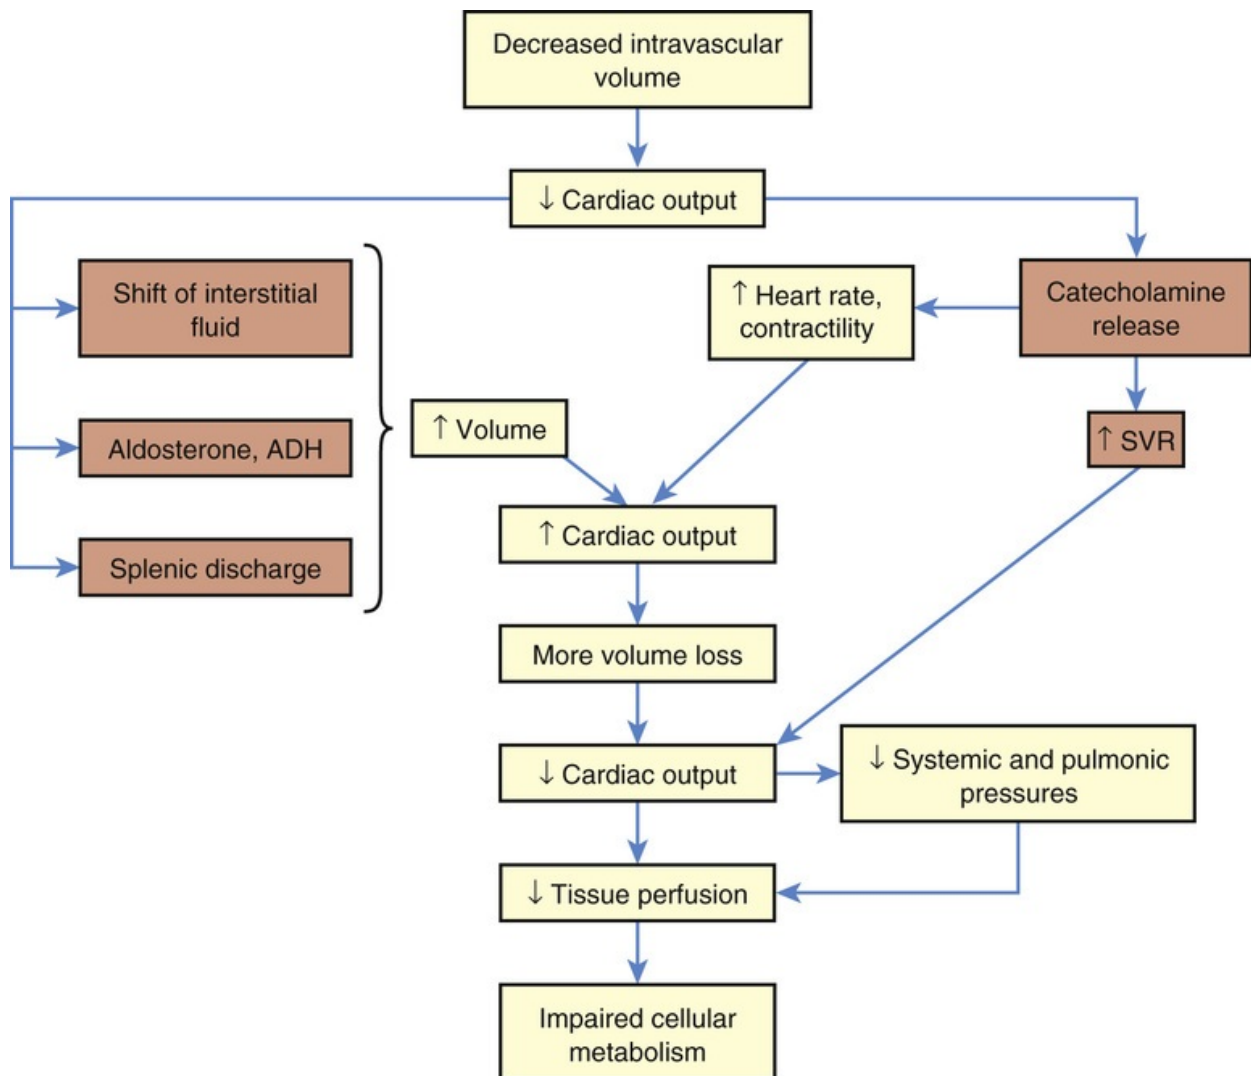 Decreased intravascular
volume
↓ Cardiac output
Shift of interstitial
fluid
↑ Heart rate,
contractility
Catecholamine
release
Aldosterone, ADH
↑ Volume
↑ SVR
Splenic discharge
↑ Cardiac output
More volume loss
↓ Cardiac output
↓ Systemic and pulmonic
pressures
↓ Tissue perfusion
Impaired cellular
metabolism